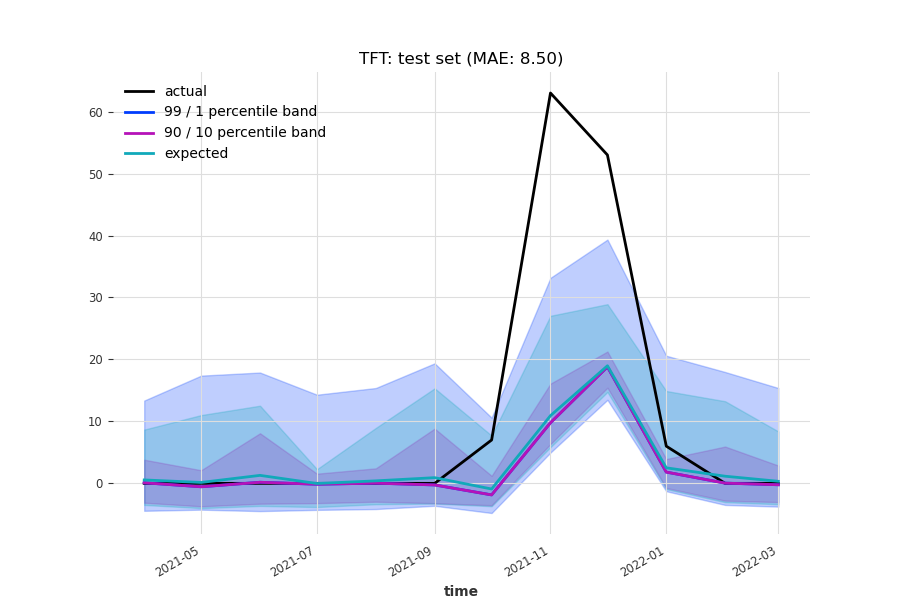 TFT: test set (MAE: 8.50)
actual
99 / 1 percentile band
90 / 10 percentile band
expected
60
50
40
30
20
10
0
2021-05
2021-07
2021-09
2021-11
2022-01
2022-03
time